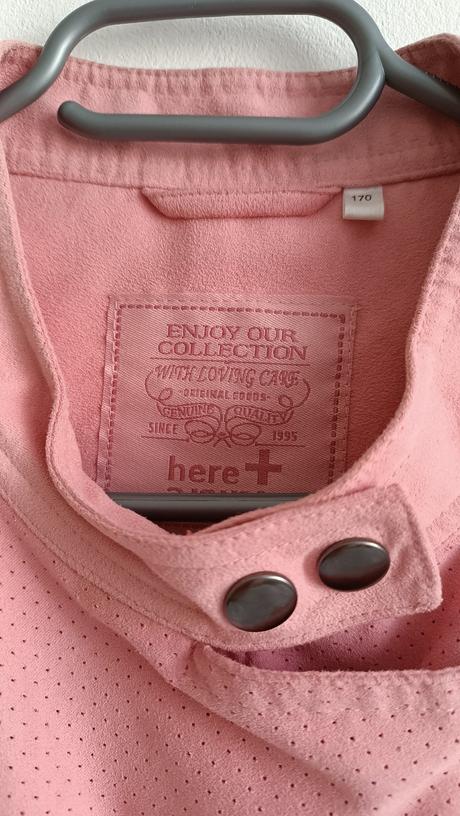 170
ENJOY OUR
COLLECTION
WITH LOVING CARE
-ORIGINAL GOODS-
GENUINE QUALITY
SINCE 1995
here+